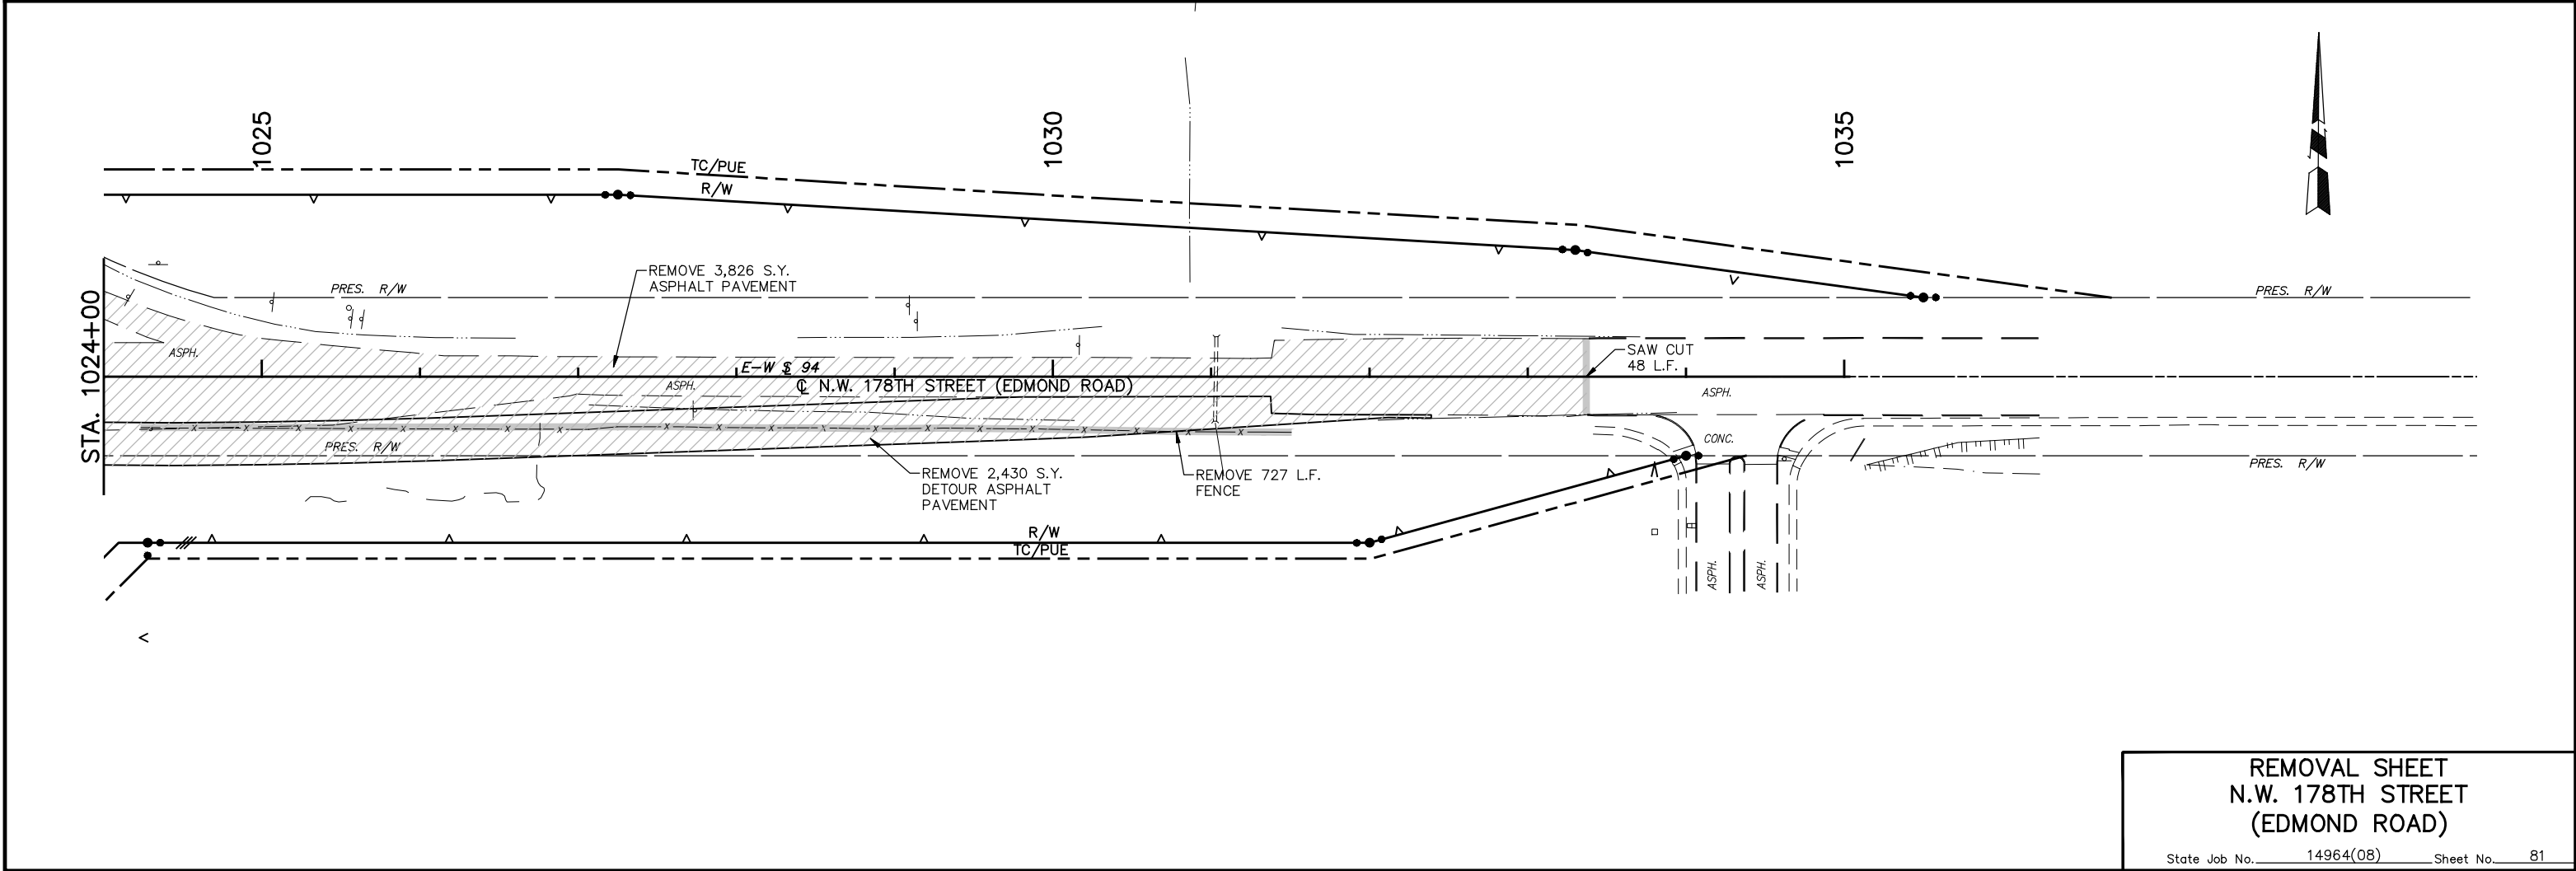 1025
1030
1035
TC/PUE
R/W
REMOVE 3,826 S.Y.
ASPHALT PAVEMENT
PRES. R/W
PRES. R/W
STA. 1024+00
ASPH.
SAW CUT
48 L.F.
E-W ℄ 94
ASPH.
℄ N.W. 178TH STREET (EDMOND ROAD)
ASPH.
PRES. R/W
CONC.
PRES. R/W
REMOVE 2,430 S.Y.
DETOUR ASPHALT
PAVEMENT
REMOVE 727 L.F.
FENCE
R/W
TC/PUE
ASPH.
ASPH.
N
REMOVAL SHEET
N.W. 178TH STREET
(EDMOND ROAD)
State Job No. 14964(08) Sheet No. 81